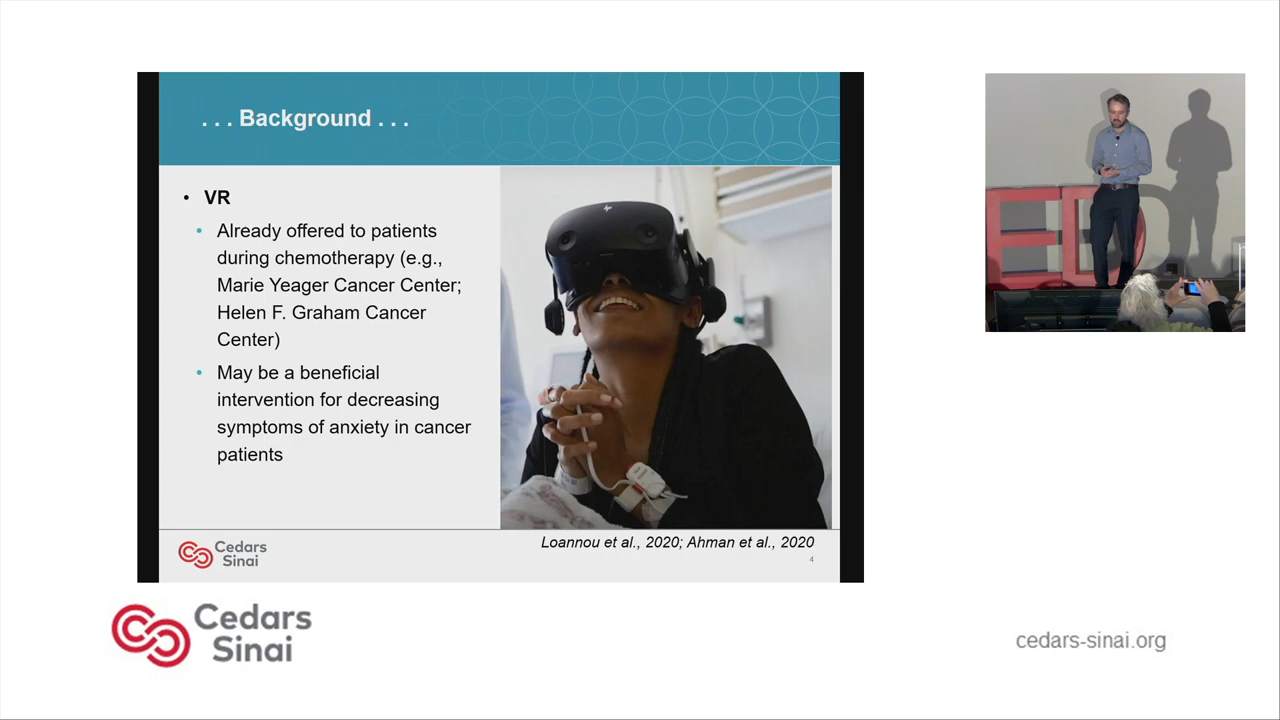 . . . Background . . .
• VR
• Already offered to patients
during chemotherapy (e.g.,
Marie Yeager Cancer Center;
Helen F. Graham Cancer
Center)
• May be a beneficial
intervention for decreasing
symptoms of anxiety in cancer
patients
Loannou et al., 2020; Ahman et al., 2020
4
Cedars
Sinai
ED
Cedars
Sinai
cedars-sinai.org